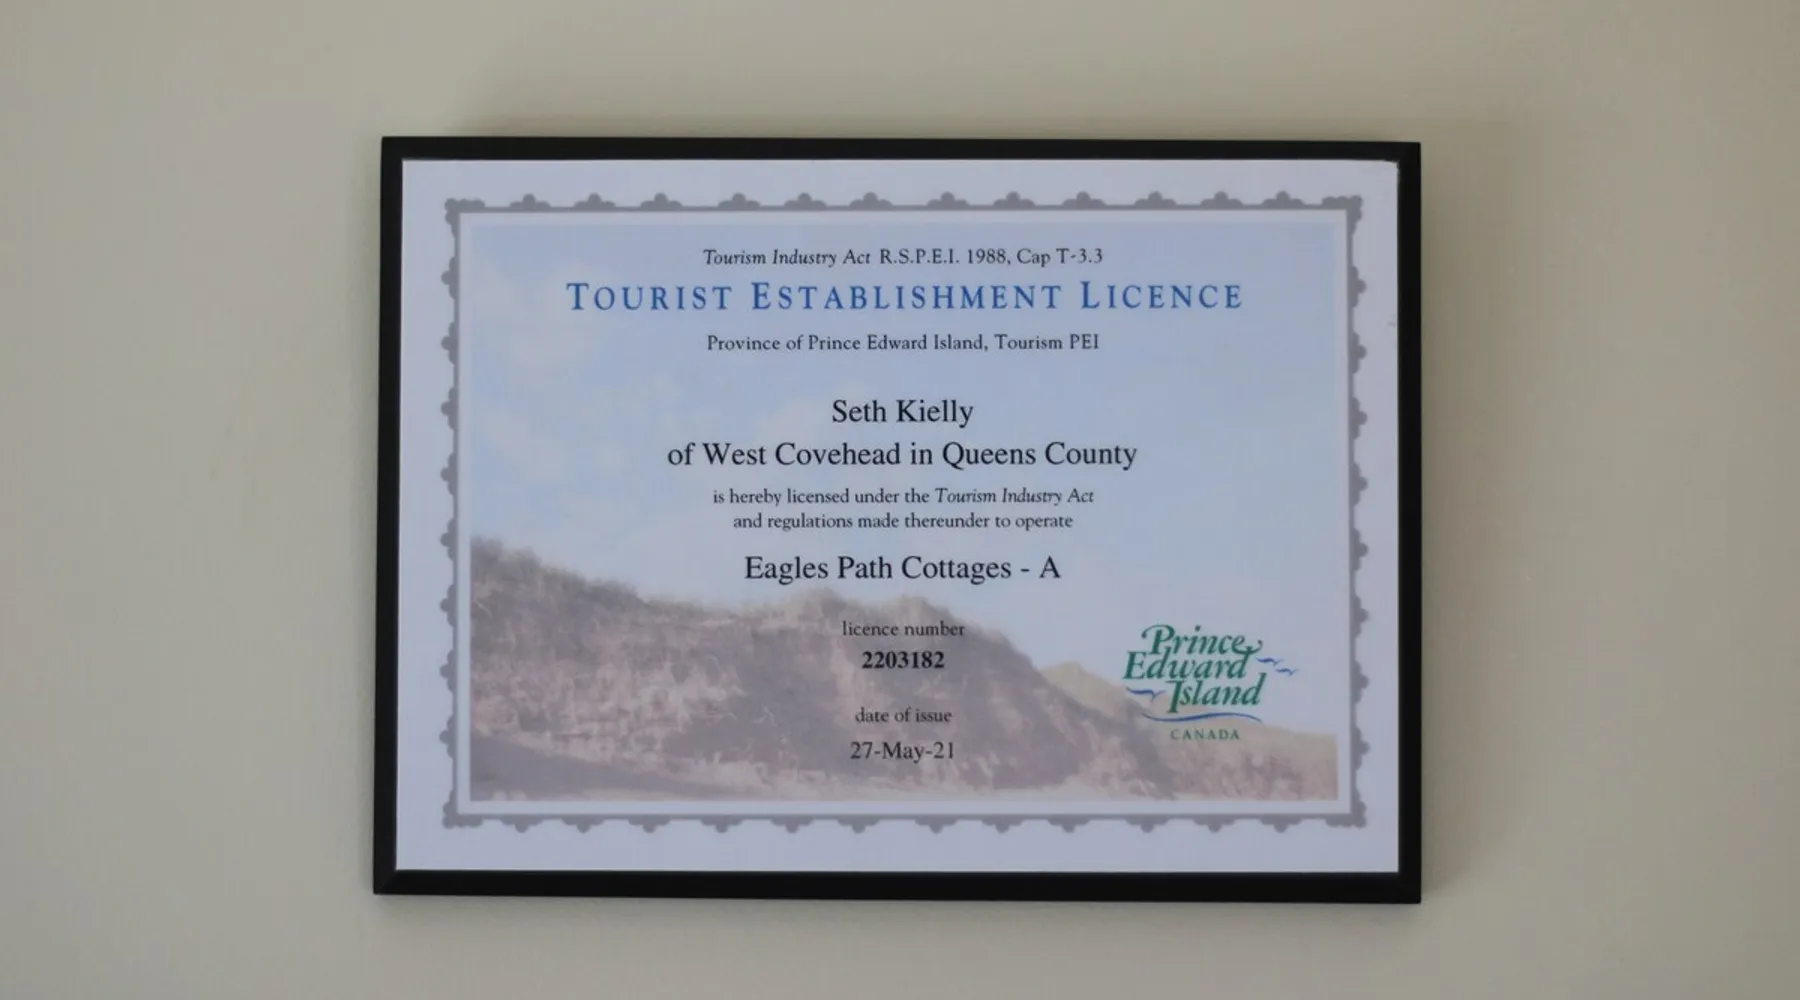 Tourism Industry Act R.S.P.E.I. 1988, Cap T-3.3
TOURIST ESTABLISHMENT LICENCE
Province of Prince Edward Island, Tourism PEI
Seth Kielly
of West Covehead in Queens County
is hereby licensed under the Tourism Industry Act
and regulations made thereunder to operate
Eagles Path Cottages - A
licence number
2203182
date of issue
27-May-21
Prince
Edward
Island
CANADA